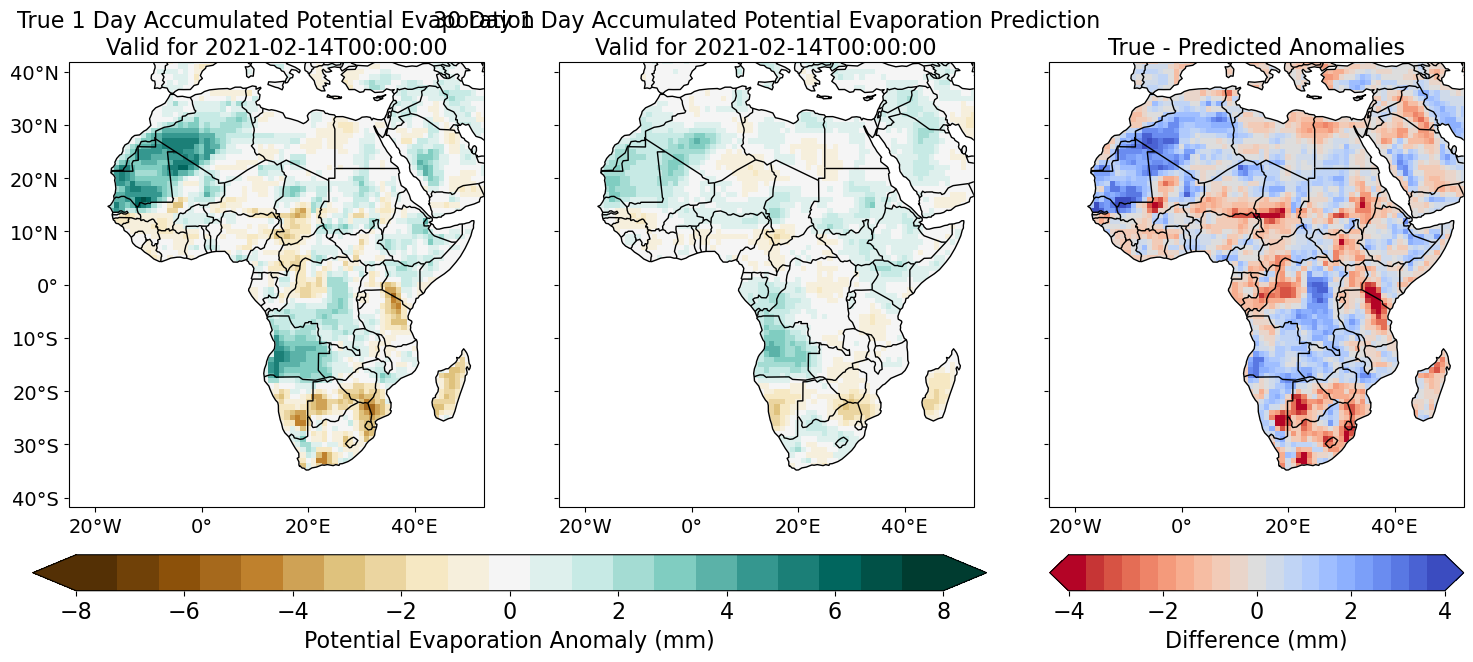 True 1 Day Accumulated Potential Evaporation
30 Day 1 Day Accumulated Potential Evaporation Prediction
Valid for 2021-02-14T00:00:00
Valid for 2021-02-14T00:00:00
True - Predicted Anomalies
40°N
30°N
20°N
10°N
0°
10°S
20°S
30°S
40°S
20°W 0° 20°E 40°E
20°W 0° 20°E 40°E
20°W 0° 20°E 40°E
−8 −6 −4 −2 0 2 4 6 8
Potential Evaporation Anomaly (mm)
−4 −2 0 2 4
Difference (mm)